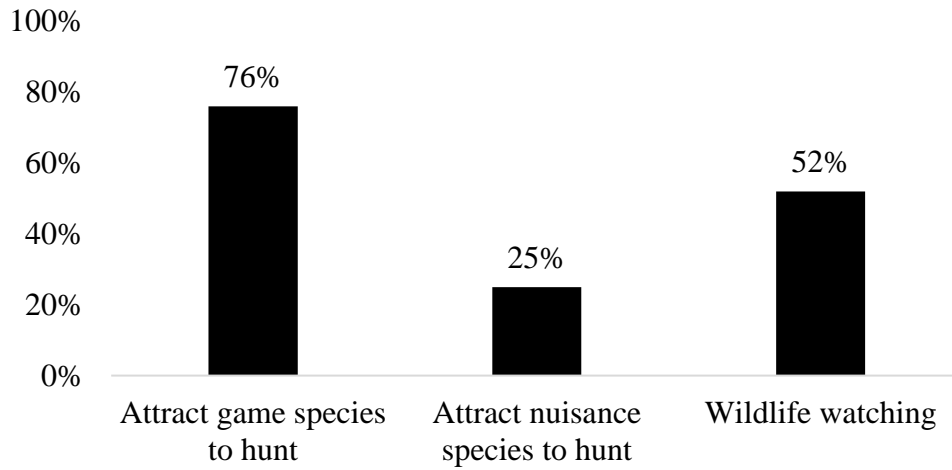 100%
80%
60%
40%
20%
0%
76%
25%
52%
Attract game species
to hunt
Attract nuisance
species to hunt
Wildlife watching